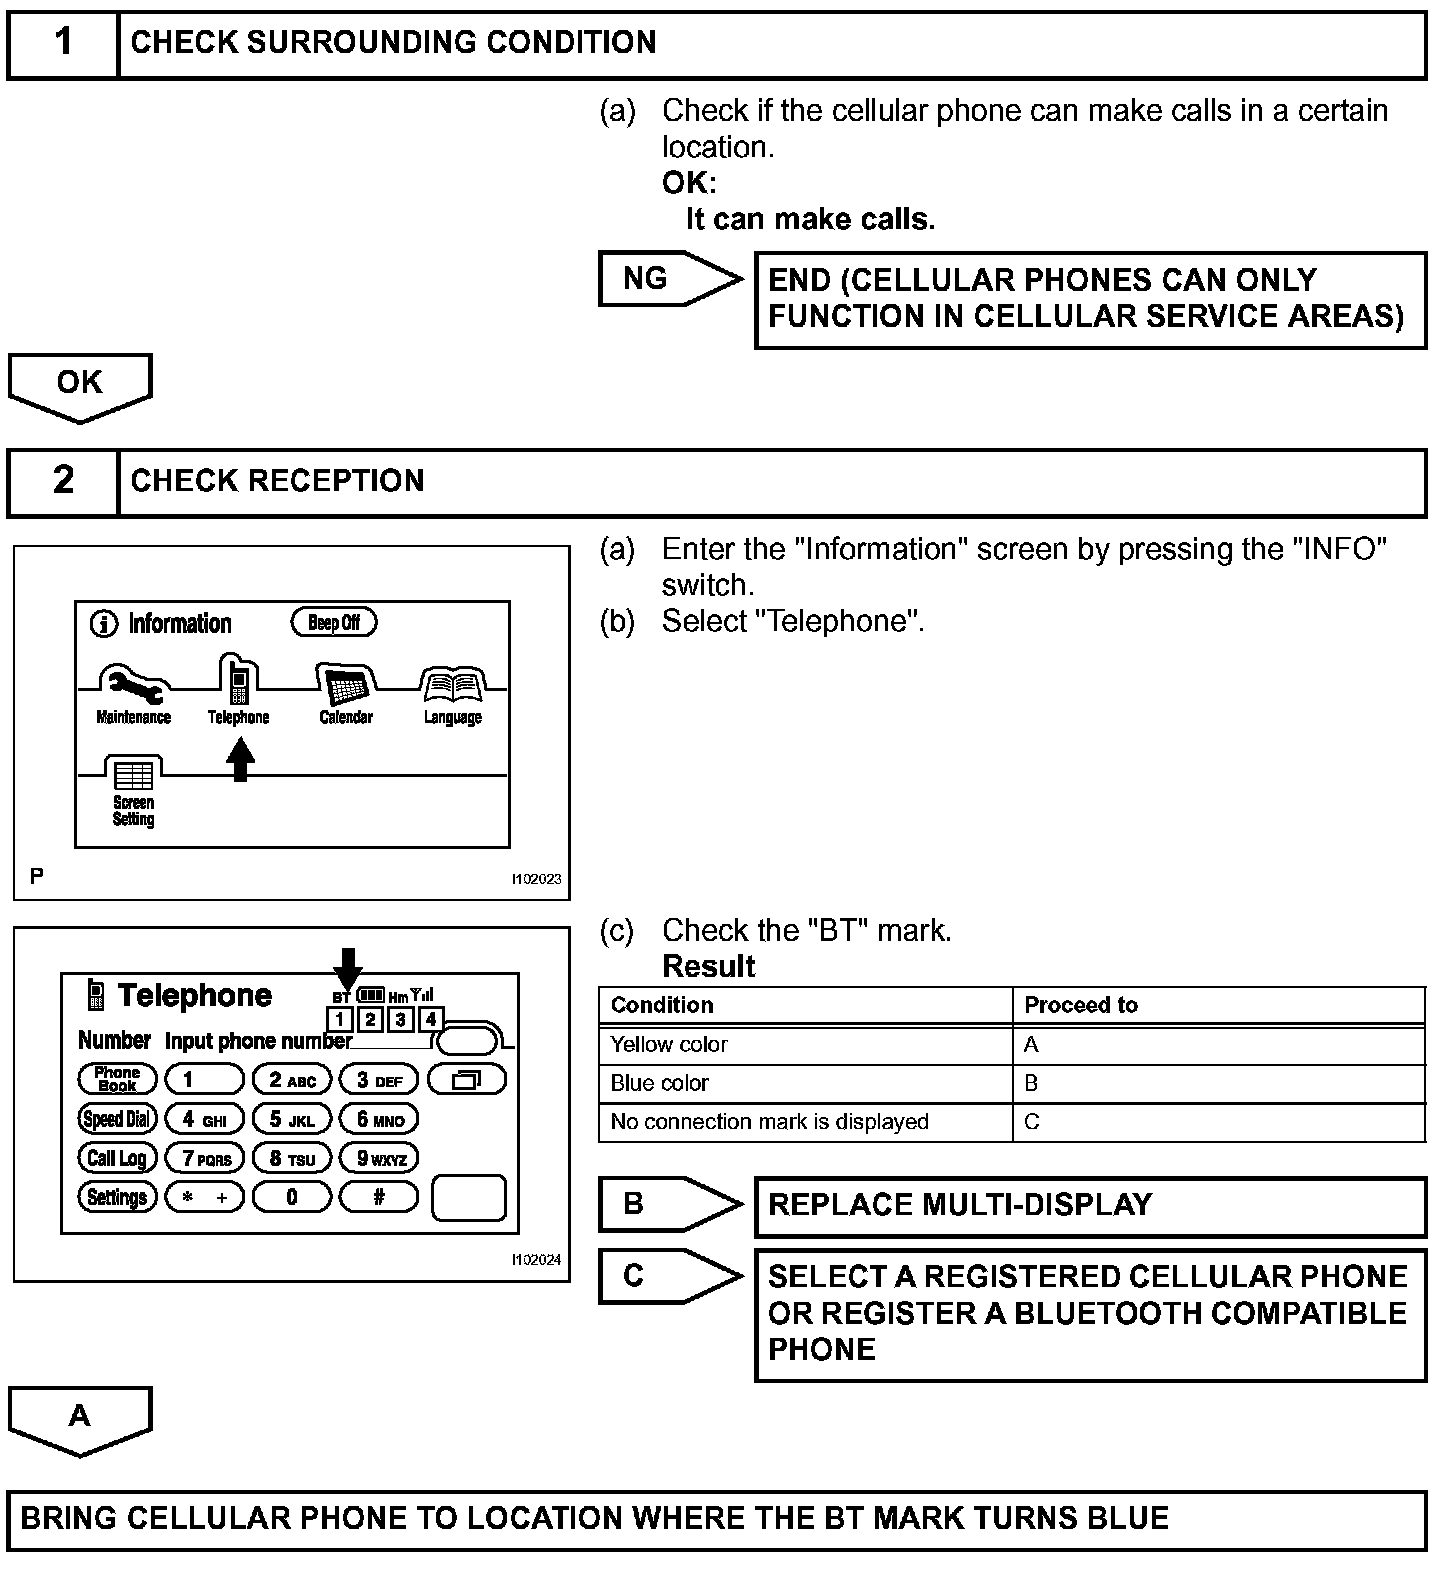 1 CHECK SURROUNDING CONDITION
(a) Check if the cellular phone can make calls in a certain
location.
OK:
It can make calls.
NG
END (CELLULAR PHONES CAN ONLY
FUNCTION IN CELLULAR SERVICE AREAS)
OK
2 CHECK RECEPTION
(a) Enter the "Information" screen by pressing the "INFO"
switch.
(b) Select "Telephone".
i Information Beep Off
Maintenance Telephone Calendar Language
Screen
Setting
P I102023
(c) Check the "BT" mark.
Result
Condition Proceed to
Yellow color A
Blue color B
No connection mark is displayed C
Telephone BT Hm
1 2 3 4
Number Input phone number
Phone
Book 1 2 ABC 3 DEF
Speed Dial 4 GHI 5 JKL 6 MNO
Call Log 7 PQRS 8 TSU 9 WXYZ
Settings * + 0 #
I102024
B REPLACE MULTI-DISPLAY
C SELECT A REGISTERED CELLULAR PHONE
OR REGISTER A BLUETOOTH COMPATIBLE
PHONE
A
BRING CELLULAR PHONE TO LOCATION WHERE THE BT MARK TURNS BLUE